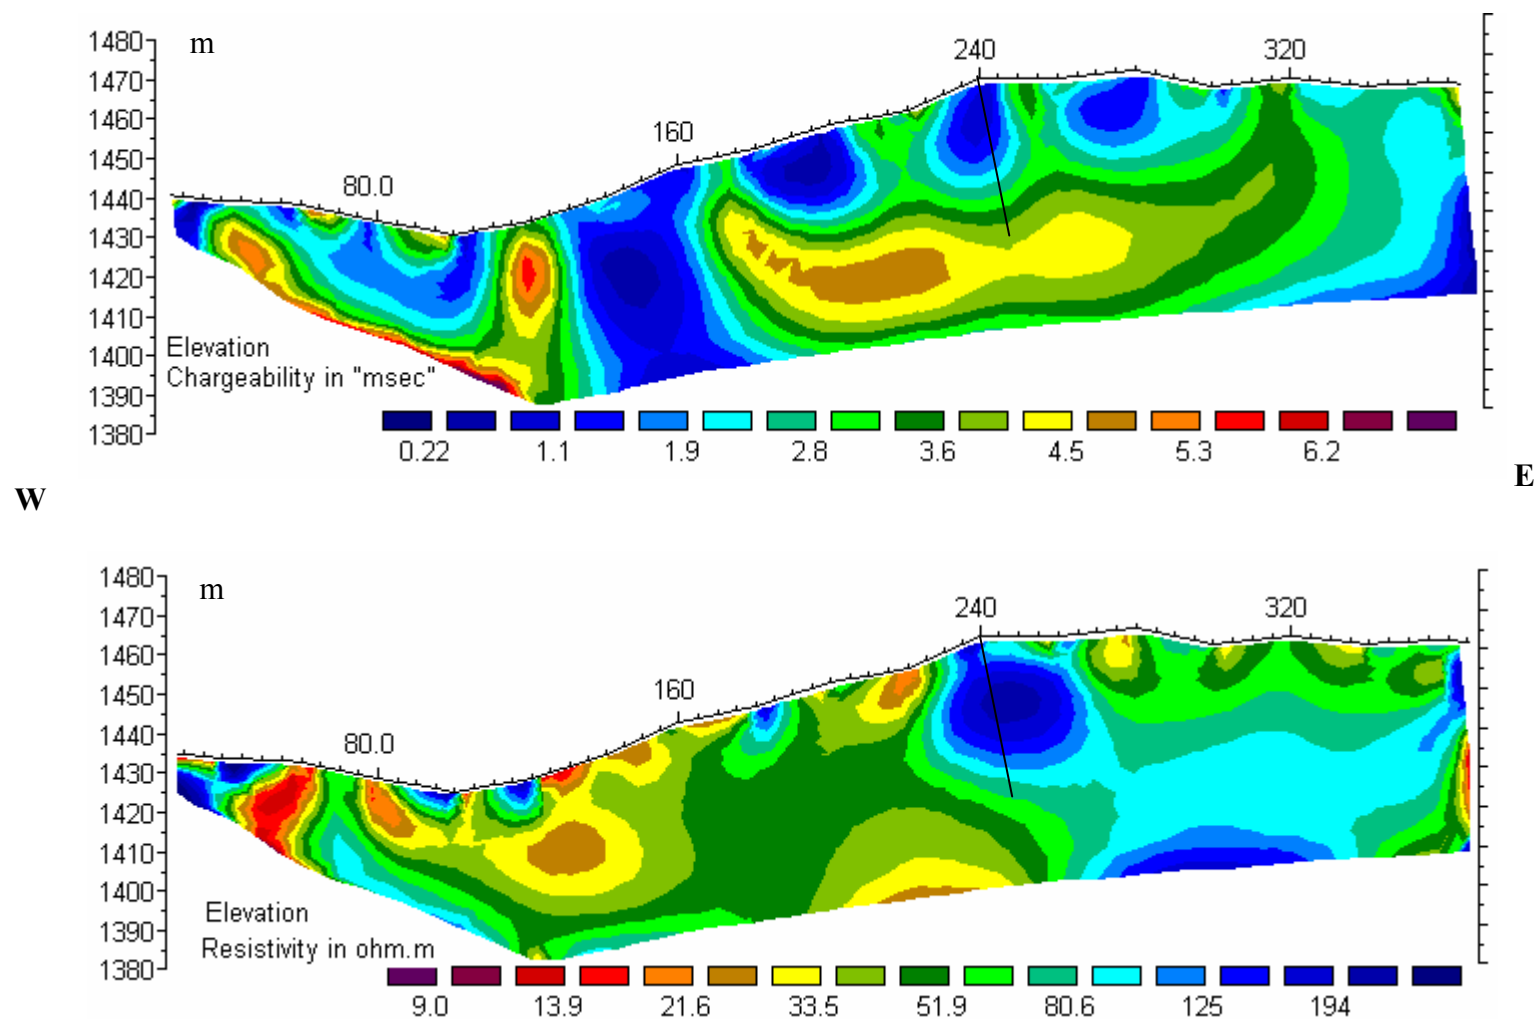 1480 m
240 320
1470
1460
160
1450
80.0
1440
1430
1420
1410
1400 Elevation
Chargeability in "msec"
1390
1380
0.22 1.1 1.9 2.8 3.6 4.5 5.3 6.2
W E
1480 m
240 320
1470
1460
160
1450
80.0
1440
1430
1420
1410
1400
Elevation
1390
Resistivity in ohm.m
1380
9.0 13.9 21.6 33.5 51.9 80.6 125 194